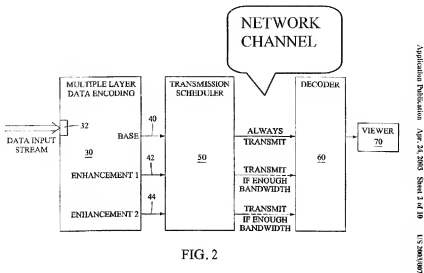 NETWORK
CHANNEL
MULTIPLE LAYER
DATA ENCODING
TRANSMISSION
SCHEDULER
DECODER
32
DATA INPUT
STREAM
30
BASE
40
50
ALWAYS
TRANSMIT
60
VIEWER
70
ENHANCEMENT 1
42
TRANSMIT
IF ENOUGH
BANDWIDTH
ENHANCEMENT 2
44
TRANSMIT
IF ENOUGH
BANDWIDTH
FIG. 2
Application Publication Apr. 24, 2003 Sheet 2 of 10